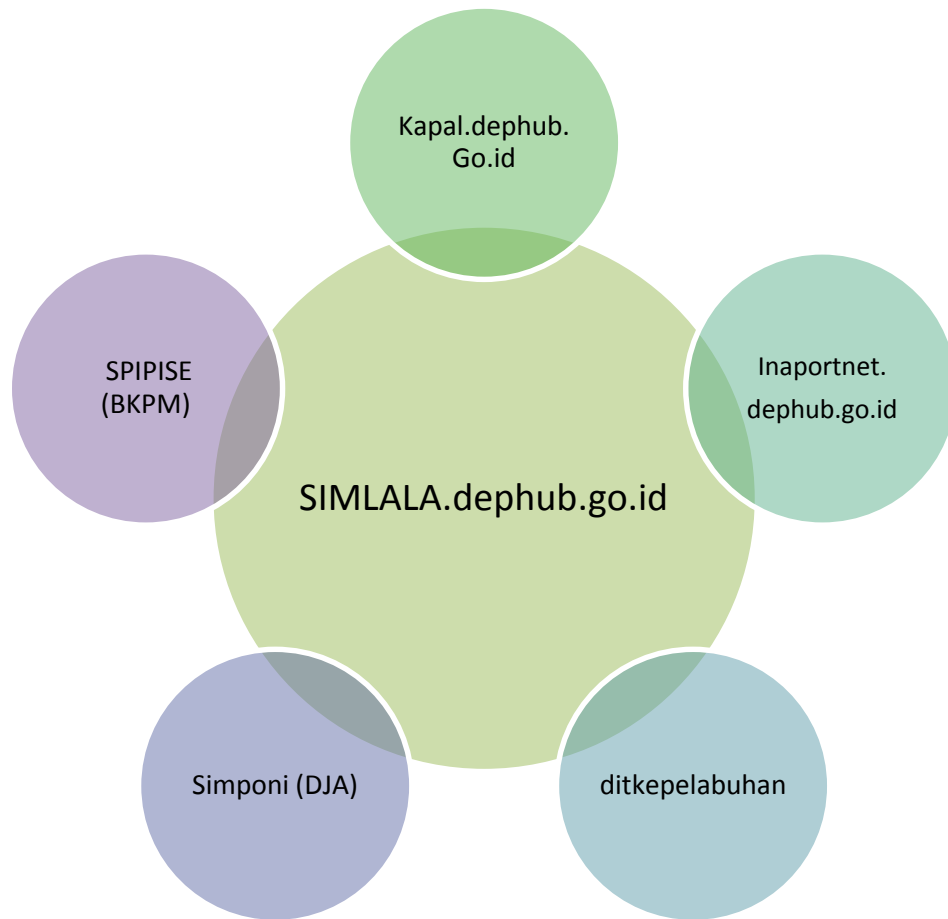 Kapal.dephub.
Go.id
SPIPISE
(BKPM)
Inaportnet.
dephub.go.id
SIMLALA.dephub.go.id
Simponi (DJA)
ditkepelabuhan